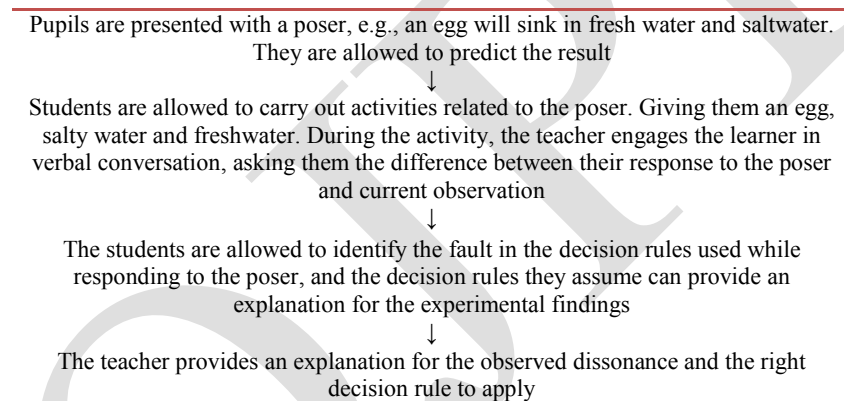 Pupils are presented with a poser, e.g., an egg will sink in fresh water and saltwater.
They are allowed to predict the result
↓
Students are allowed to carry out activities related to the poser. Giving them an egg,
salty water and freshwater. During the activity, the teacher engages the learner in
verbal conversation, asking them the difference between their response to the poser
and current observation
↓
The students are allowed to identify the fault in the decision rules used while
responding to the poser, and the decision rules they assume can provide an
explanation for the experimental findings
↓
The teacher provides an explanation for the observed dissonance and the right
decision rule to apply